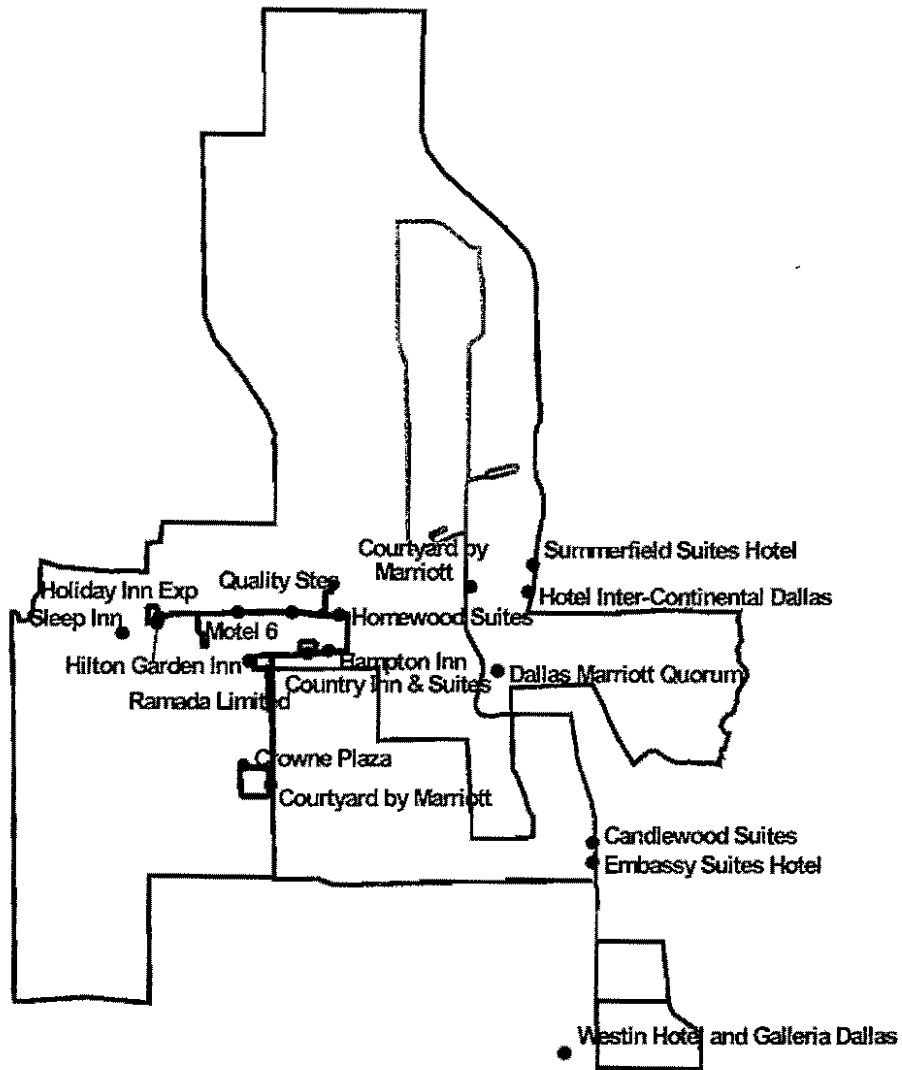 Courtyard by
Marriott
Summerfield Suites Hotel
Hotel Inter-Continental Dallas
Holiday Inn Exp
Quality Stes
Sleep Inn
Homewood Suites
Motel 6
Hilton Garden Inn
Hampton Inn
Dallas Marriott Quorum
Country Inn & Suites
Ramada Limited
Crowne Plaza
Courtyard by Marriott
Candlewood Suites
Embassy Suites Hotel
Westin Hotel and Galleria Dallas